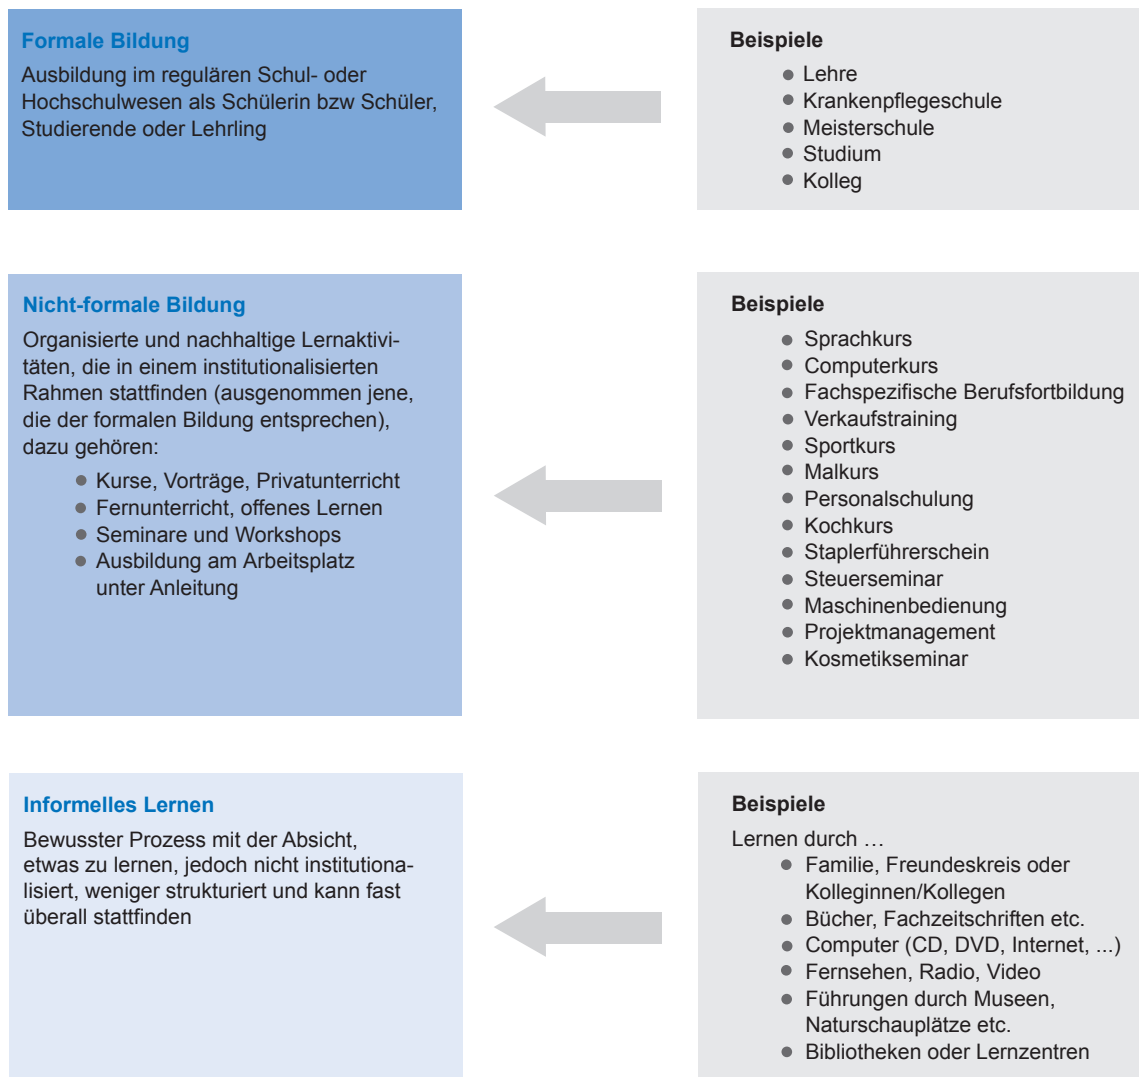 Formale Bildung
Ausbildung im regulären Schul- oder
Hochschulwesen als Schülerin bzw Schüler,
Studierende oder Lehrling
Beispiele
● Lehre
● Krankenpflegeschule
● Meisterschule
● Studium
● Kolleg
Nicht-formale Bildung
Organisierte und nachhaltige Lernaktivi-
täten, die in einem institutionalisierten
Rahmen stattfinden (ausgenommen jene,
die der formalen Bildung entsprechen),
dazu gehören:
● Kurse, Vorträge, Privatunterricht
● Fernunterricht, offenes Lernen
● Seminare und Workshops
● Ausbildung am Arbeitsplatz
unter Anleitung
Beispiele
● Sprachkurs
● Computerkurs
● Fachspezifische Berufsfortbildung
● Verkaufstraining
● Sportkurs
● Malkurs
● Personalschulung
● Kochkurs
● Staplerführerschein
● Steuerseminar
● Maschinenbedienung
● Projektmanagement
● Kosmetikseminar
Informelles Lernen
Bewusster Prozess mit der Absicht,
etwas zu lernen, jedoch nicht institutiona-
lisiert, weniger strukturiert und kann fast
überall stattfinden
Beispiele
Lernen durch …
● Familie, Freundeskreis oder
Kolleginnen/Kollegen
● Bücher, Fachzeitschriften etc.
● Computer (CD, DVD, Internet, ...)
● Fernsehen, Radio, Video
● Führungen durch Museen,
Naturschauplätze etc.
● Bibliotheken oder Lernzentren